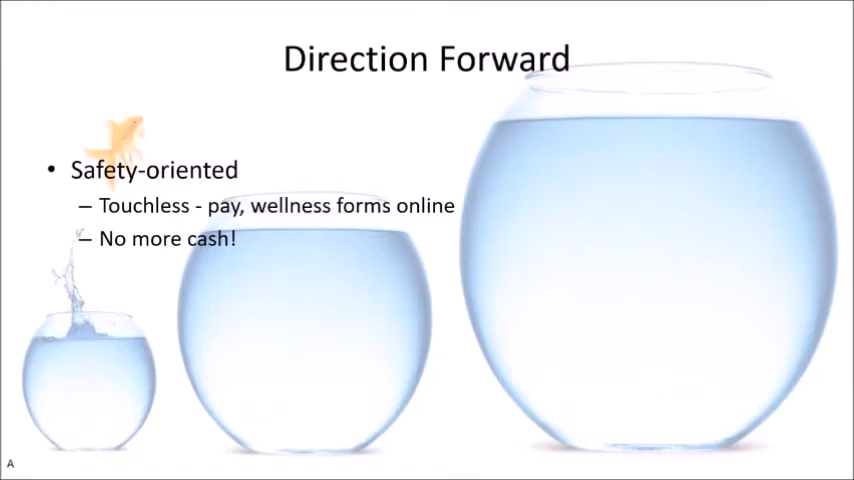 Direction Forward
• Safety-oriented
– Touchless - pay, wellness forms online
– No more cash!
A